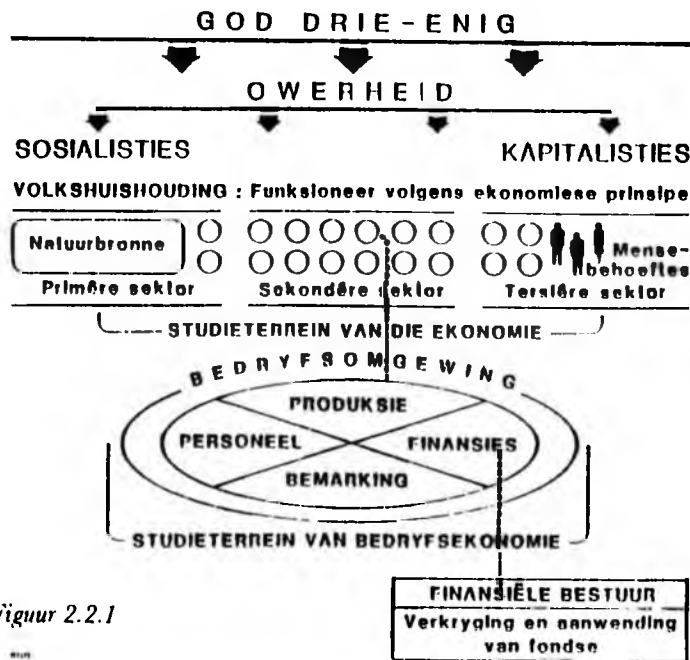 GOD DRIE-ENIG
OWERHEID
SOSIALISTIES KAPITALISTIES
VOLKSHUISHOUDING : Funksioneer volgens ekonomiese prinsipe
Natuurbronne Mense-
behoeftes
Primêre sektor Sekondêre sektor Tersiêre sektor
STUDIETERREIN VAN DIE EKONOMIE
BEDRYFSOMGEWING
PRODUKSIE
PERSONEEL FINANSIES
BEMARKING
STUDIETERREIN VAN BEDRYFSEKONOMIE
FINANSIËLE BESTUUR
Verkryging en aanwending
van fondse
figuur 2.2.1